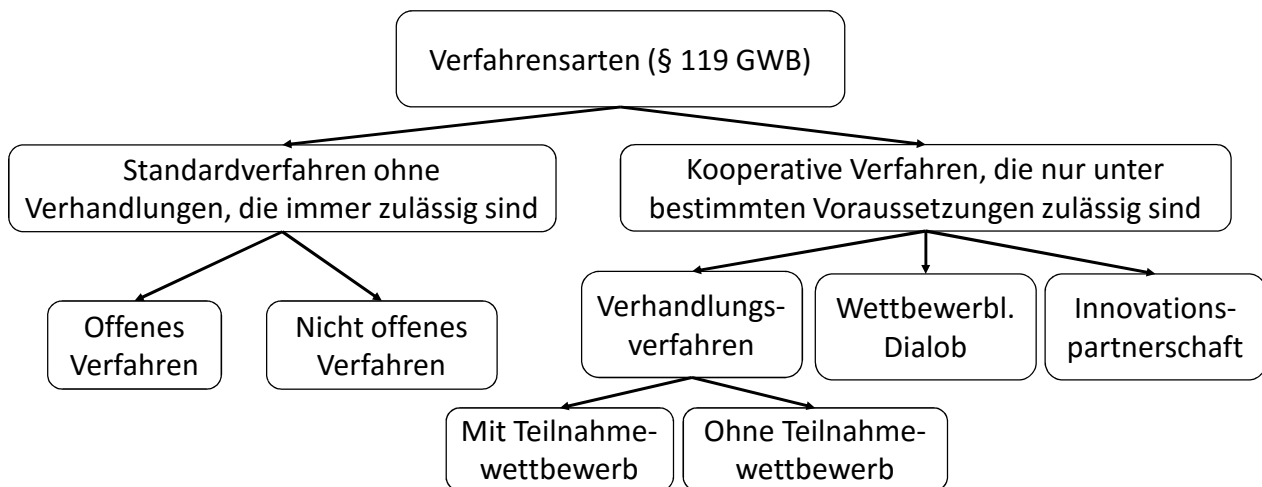 Verfahrensarten (§ 119 GWB)
Standardverfahren ohne
Verhandlungen, die immer zulässig sind
Kooperative Verfahren, die nur unter
bestimmten Voraussetzungen zulässig sind
Offenes
Verfahren
Nicht offenes
Verfahren
Verhandlungs-
verfahren
Wettbewerbl.
Dialob
Innovations-
partnerschaft
Mit Teilnahme-
wettbewerb
Ohne Teilnahme-
wettbewerb